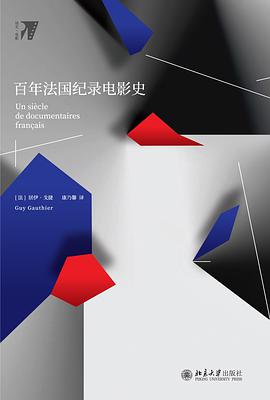 百年法国纪录电影史
Un siècle
de documentaires
français
[法] 居伊·戈捷 康乃馨 译
Guy Gauthier
北京大学出版社
PEKING UNIVERSITY PRESS